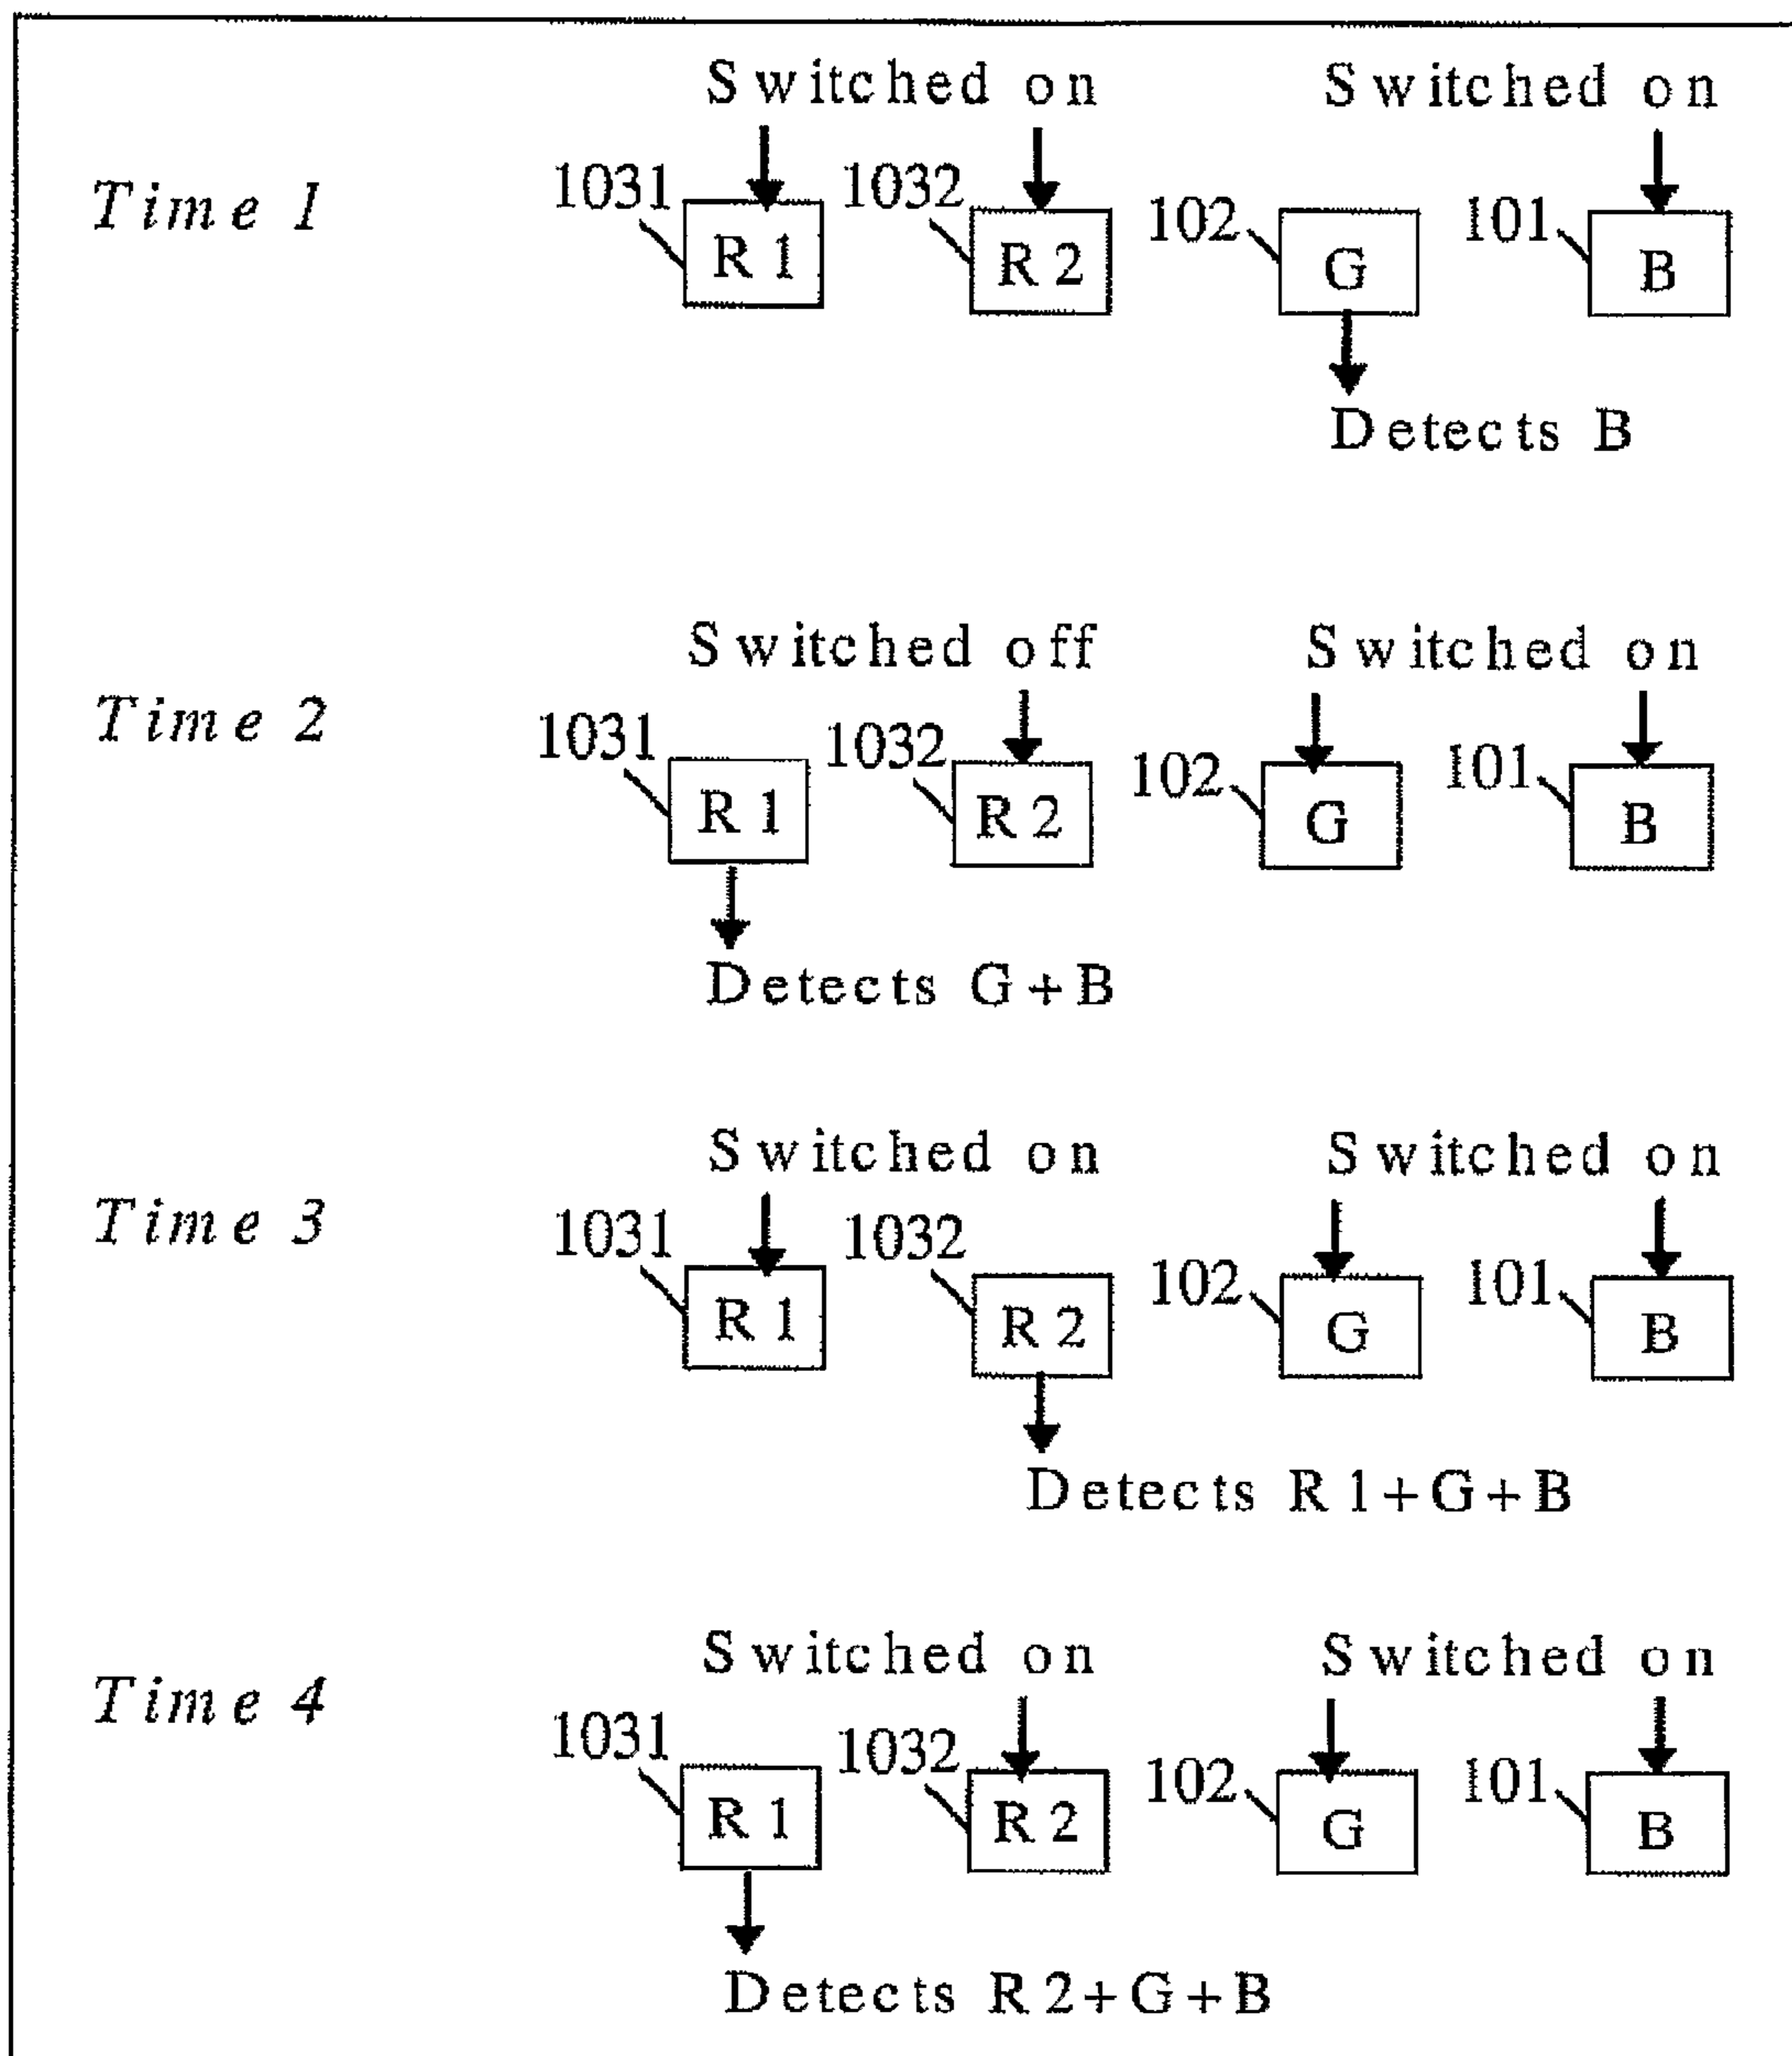 Switched on Switched on
Time 1 1031 1032 102 101
R1 R2 G B
Detects B
Switched off Switched on
Time 2 1031 1032 102 101
R1 R2 G B
Detects G+B
Switched on Switched on
Time 3 1031 1032 102 101
R1 R2 G B
Detects R1+G+B
Switched on Switched on
Time 4 1031 1032 102 101
R1 R2 G B
Detects R2+G+B